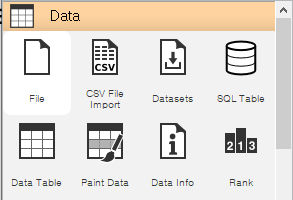 Data
CSV
File
CSV File
Import
Datasets
SQL Table
2 1 3
Data Table
Paint Data
Data Info
Rank